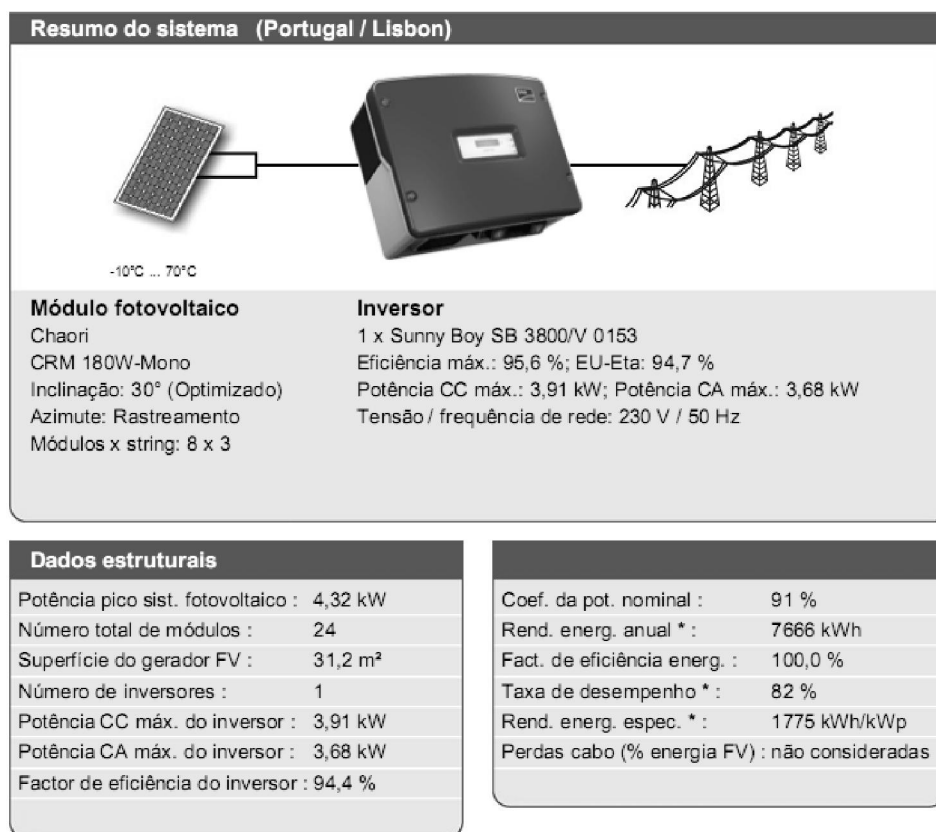 Resumo do sistema (Portugal / Lisbon)
-10°C ... 70°C
Módulo fotovoltaico
Chaori
CRM 180W-Mono
Inclinação: 30° (Optimizado)
Azimute: Rastreamento
Módulos x string: 8 x 3
Inversor
1 x Sunny Boy SB 3800/V 0153
Eficiência máx.: 95,6 %; EU-Eta: 94,7 %
Potência CC máx.: 3,91 kW; Potência CA máx.: 3,68 kW
Tensão / frequência de rede: 230 V / 50 Hz
Dados estruturais
Potência pico sist. fotovoltaico : 4,32 kW
Número total de módulos : 24
Superfície do gerador FV : 31,2 m²
Número de inversores : 1
Potência CC máx. do inversor : 3,91 kW
Potência CA máx. do inversor : 3,68 kW
Factor de eficiência do inversor : 94,4 %
Coef. da pot. nominal : 91 %
Rend. energ. anual * : 7666 kWh
Fact. de eficiência energ. : 100,0 %
Taxa de desempenho * : 82 %
Rend. energ. espec. * : 1775 kWh/kWp
Perdas cabo (% energia FV) : não consideradas